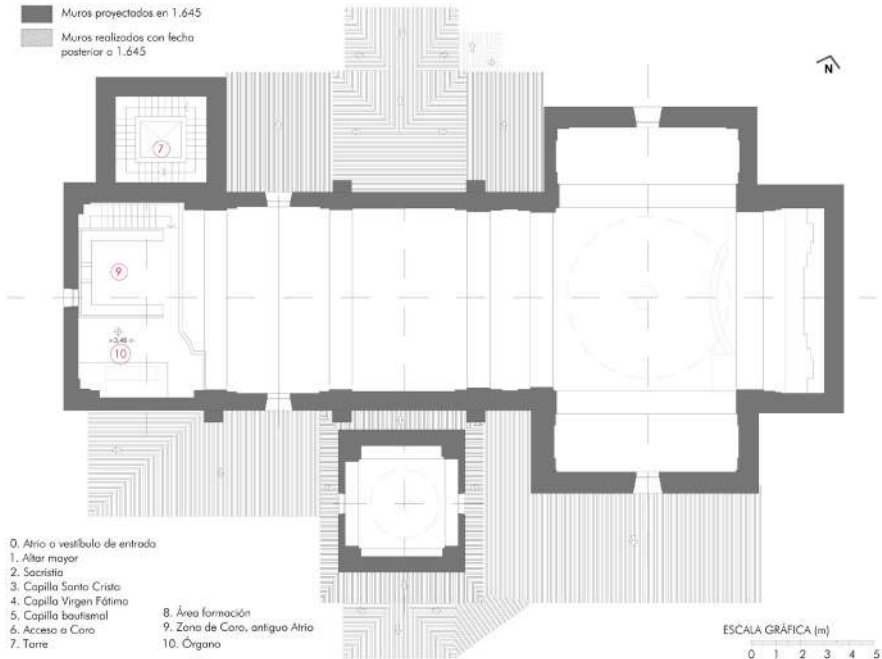 Muros proyectados en 1.645
Muros realizados con fecha
posterior a 1.645
N
7
9
+3,40 m
10
0. Atrio o vestíbulo de entrada
1. Altar mayor
2. Sacristía
3. Capilla Santo Cristo
4. Capilla Virgen Fátima
5. Capilla bautismal
6. Acceso a Coro
7. Torre
8. Área formación
9. Zona de Coro, antiguo Atrio
10. Órgano
ESCALA GRÁFICA (m)
0 1 2 3 4 5